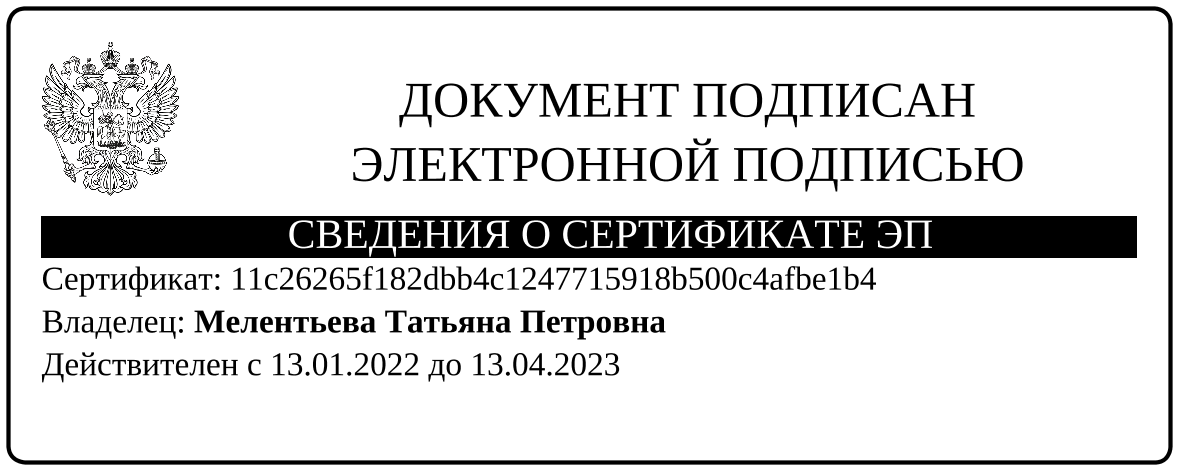 ДОКУМЕНТ ПОДПИСАН
ЭЛЕКТРОННОЙ ПОДПИСЬЮ
СВЕДЕНИЯ О СЕРТИФИКАТЕ ЭП
Сертификат: 11c26265f182dbb4c1247715918b500c4afbe1b4
Владелец: Мелентьева Татьяна Петровна
Действителен с 13.01.2022 до 13.04.2023